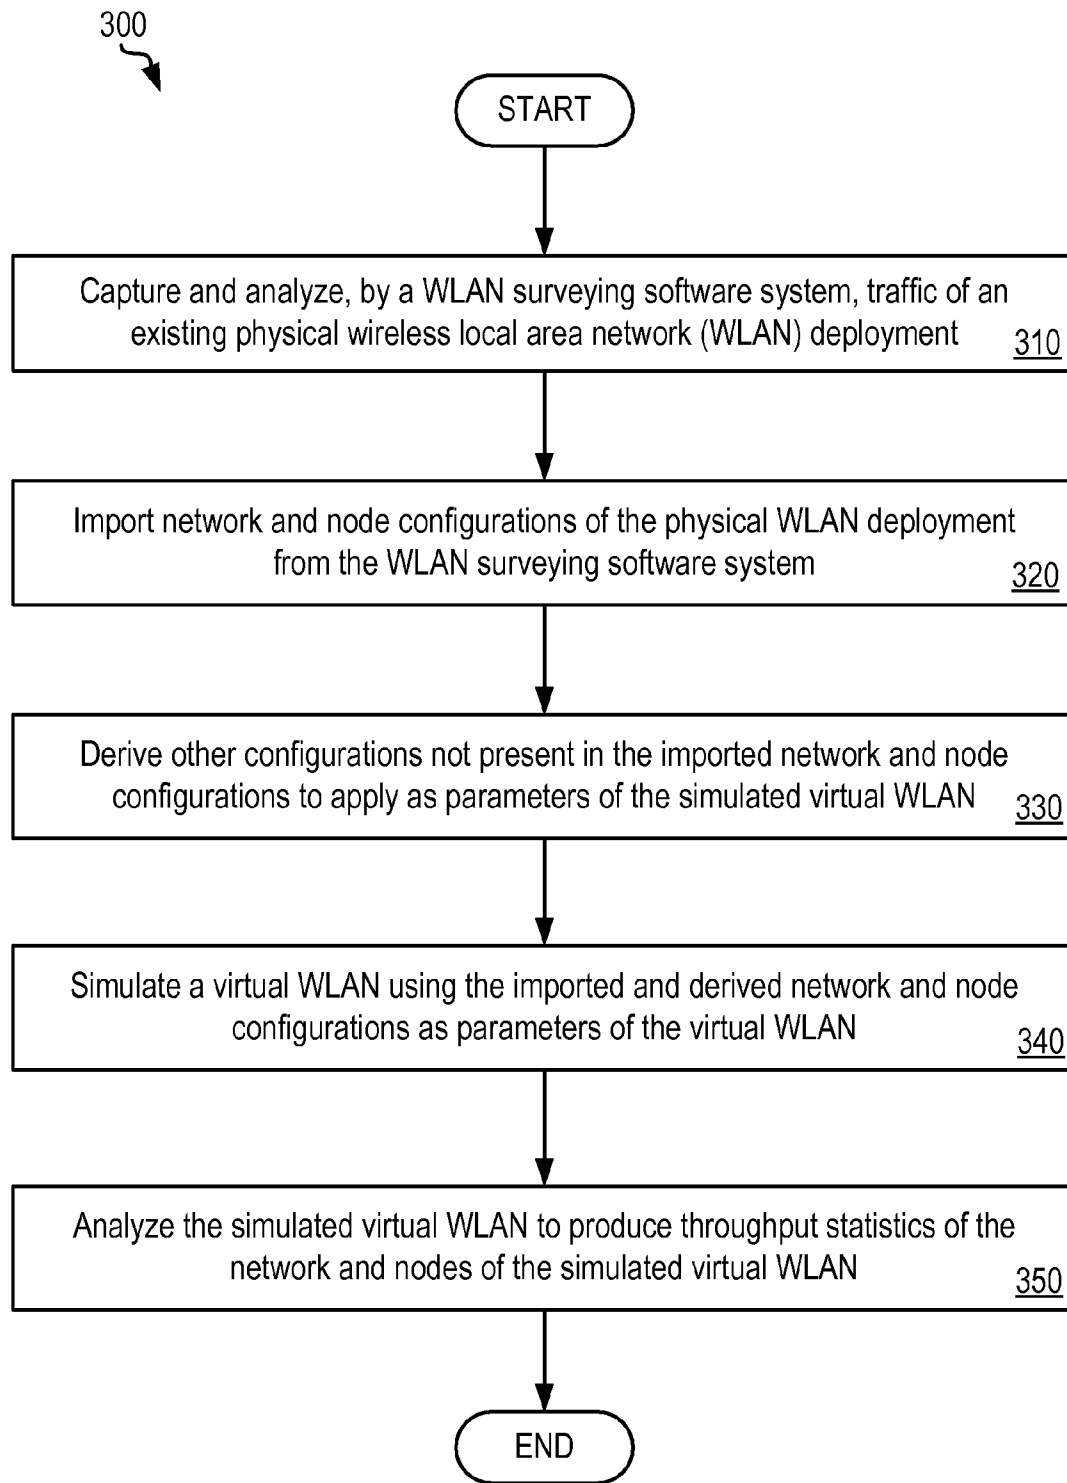 300
START
Capture and analyze, by a WLAN surveying software system, traffic of an
existing physical wireless local area network (WLAN) deployment
310
Import network and node configurations of the physical WLAN deployment
from the WLAN surveying software system
320
Derive other configurations not present in the imported network and node
configurations to apply as parameters of the simulated virtual WLAN
330
Simulate a virtual WLAN using the imported and derived network and node
configurations as parameters of the virtual WLAN
340
Analyze the simulated virtual WLAN to produce throughput statistics of the
network and nodes of the simulated virtual WLAN
350
END